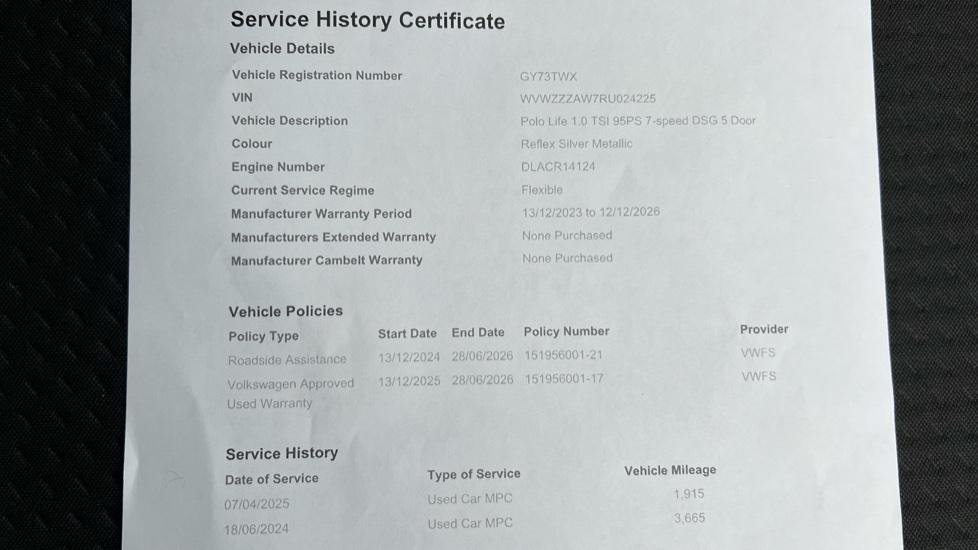 Service History Certificate
Vehicle Details
Vehicle Registration Number GY73TWX
VIN WVWZZZAW7RU024225
Vehicle Description Polo Life 1.0 TSI 95PS 7-speed DSG 5 Door
Colour Reflex Silver Metallic
Engine Number DLACR14124
Current Service Regime Flexible
Manufacturer Warranty Period 13/12/2023 to 12/12/2026
Manufacturers Extended Warranty None Purchased
Manufacturer Cambelt Warranty None Purchased
Vehicle Policies
Policy Type Start Date End Date Policy Number Provider
Roadside Assistance 13/12/2024 28/06/2026 151956001-21 VWFS
Volkswagen Approved 13/12/2025 28/06/2026 151956001-17 VWFS
Used Warranty
Service History
Date of Service Type of Service Vehicle Mileage
07/04/2025 Used Car MPC 1,915
18/06/2024 Used Car MPC 3,665